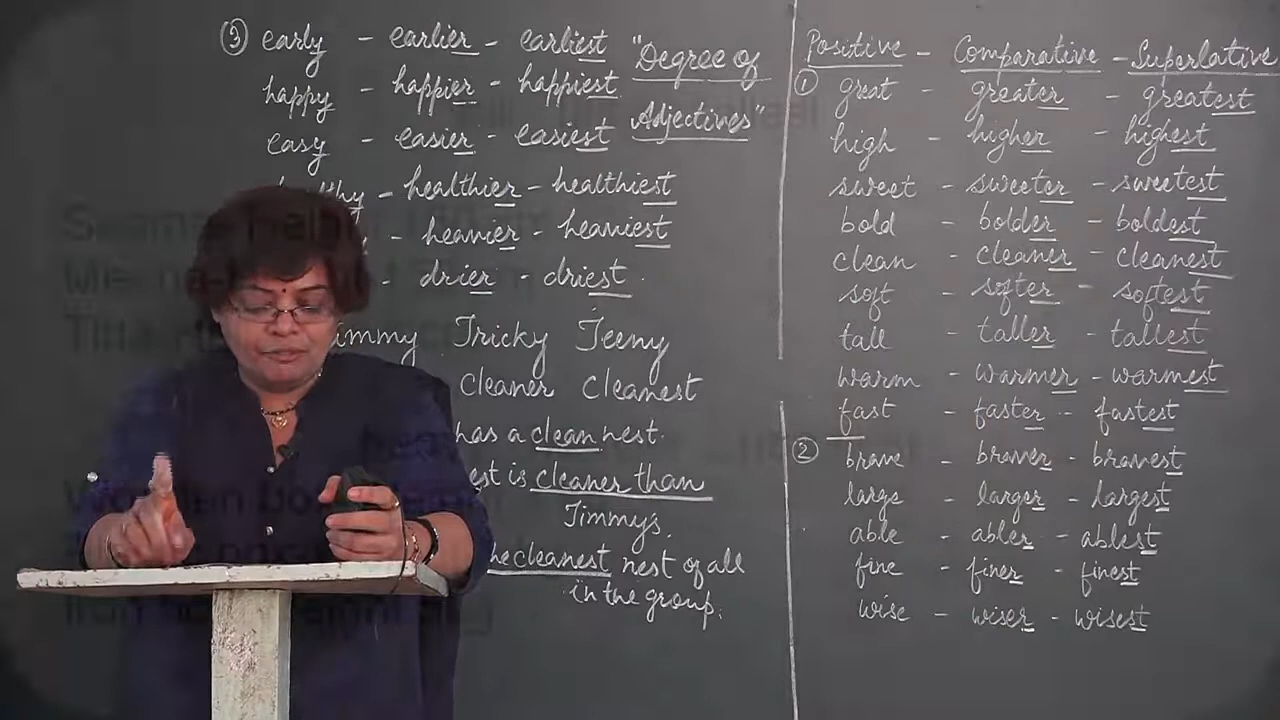 ③ early - earlier - earliest
happy - happier - happiest
easy - easier - easiest
- healthier - healthiest
- heavier - heaviest
- drier - driest
"Degree of
Adjectives"
Tricky Teeny
Cleaner Cleanest
has a clean nest.
is cleaner than
Timmy's.
cleanest nest of all
in the group.
Positive - Comparative - Superlative
① great - greater - greatest
high - higher - highest
sweet - sweeter - sweetest
bold - bolder - boldest
clean - cleaner - cleanest
soft - softer - softest
tall - taller - tallest
warm - warmer - warmest
fast - faster - fastest
② brave - braver - bravest
large - larger - largest
able - abler - ablest
fine - finer - finest
wise - wiser - wisest